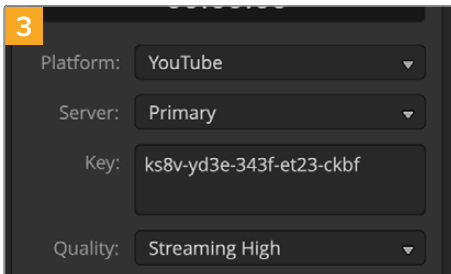 3
Platform: YouTube
Server: Primary
Key: ks8v-yd3e-343f-et23-ckbf
Quality: Streaming High